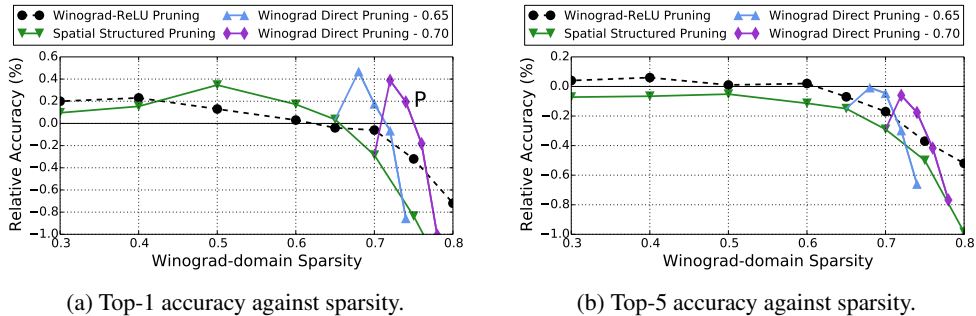 Winograd-ReLU Pruning
Spatial Structured Pruning
Winograd Direct Pruning - 0.65
Winograd Direct Pruning - 0.70
Relative Accuracy (%)
0.6
0.4
0.2
0.0
−0.2
−0.4
−0.6
−0.8
−1.0
P
0.3 0.4 0.5 0.6 0.7 0.8
Winograd-domain Sparsity
(a) Top-1 accuracy against sparsity.
Winograd-ReLU Pruning
Spatial Structured Pruning
Winograd Direct Pruning - 0.65
Winograd Direct Pruning - 0.70
Relative Accuracy (%)
0.2
0.0
−0.2
−0.4
−0.6
−0.8
−1.0
0.3 0.4 0.5 0.6 0.7 0.8
Winograd-domain Sparsity
(b) Top-5 accuracy against sparsity.